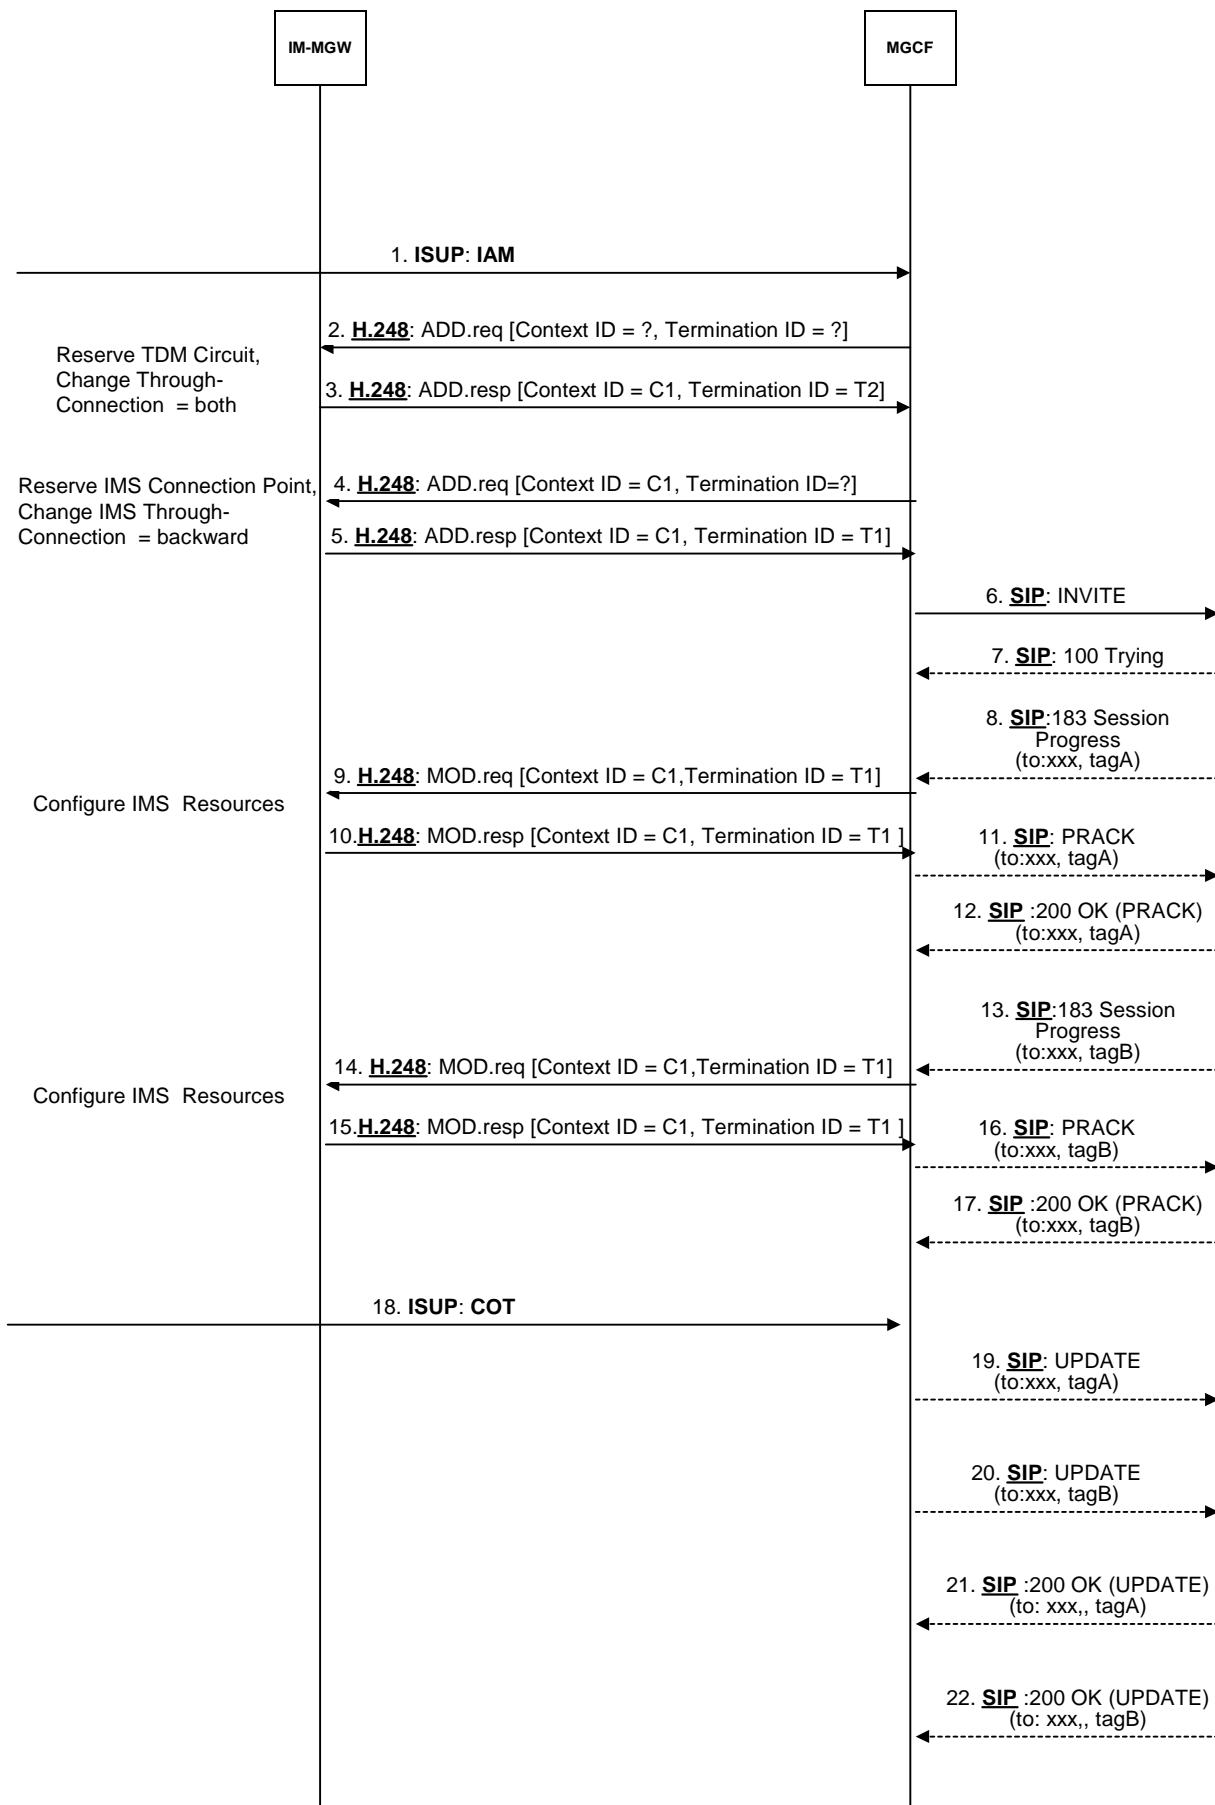 IM-MGW
MGCF
1. ISUP: IAM
2. H.248: ADD.req [Context ID = ?, Termination ID = ?]
Reserve TDM Circuit,
Change Through-
Connection = both
3. H.248: ADD.resp [Context ID = C1, Termination ID = T2]
Reserve IMS Connection Point,
Change IMS Through-
Connection = backward
4. H.248: ADD.req [Context ID = C1, Termination ID=?]
5. H.248: ADD.resp [Context ID = C1, Termination ID = T1]
6. SIP: INVITE
7. SIP: 100 Trying
8. SIP:183 Session
Progress
(to:xxx, tagA)
9. H.248: MOD.req [Context ID = C1,Termination ID = T1]
Configure IMS Resources
10.H.248: MOD.resp [Context ID = C1, Termination ID = T1 ]
11. SIP: PRACK
(to:xxx, tagA)
12. SIP :200 OK (PRACK)
(to:xxx, tagA)
13. SIP:183 Session
Progress
(to:xxx, tagB)
14. H.248: MOD.req [Context ID = C1,Termination ID = T1]
Configure IMS Resources
15.H.248: MOD.resp [Context ID = C1, Termination ID = T1 ]
16. SIP: PRACK
(to:xxx, tagB)
17. SIP :200 OK (PRACK)
(to:xxx, tagB)
18. ISUP: COT
19. SIP: UPDATE
(to:xxx, tagA)
20. SIP: UPDATE
(to:xxx, tagB)
21. SIP :200 OK (UPDATE)
(to: xxx,, tagA)
22. SIP :200 OK (UPDATE)
(to: xxx,, tagB)